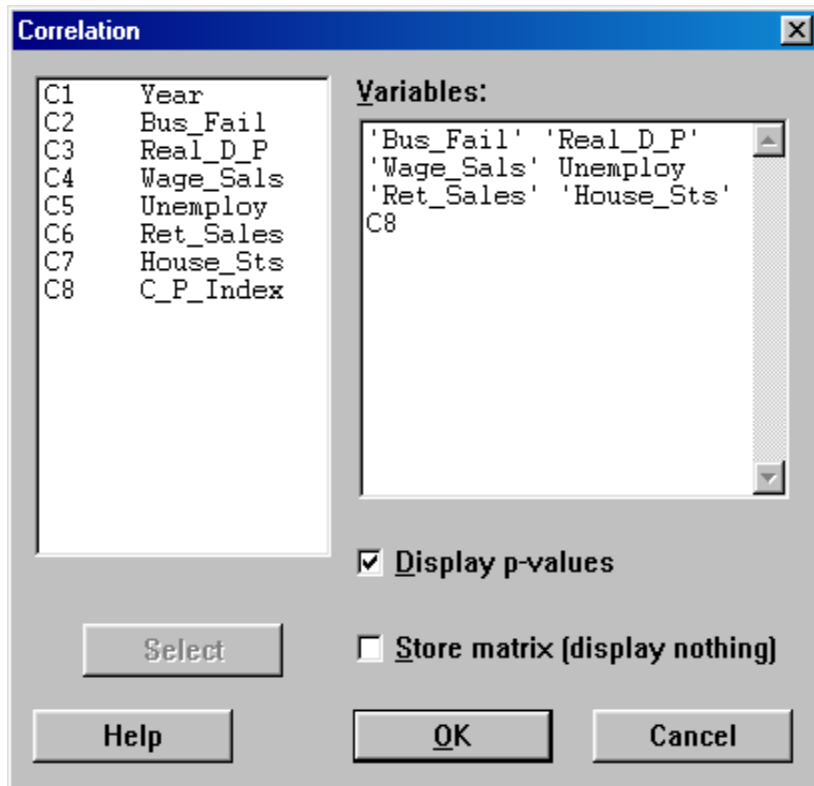 Correlation
C1 Year
C2 Bus_Fail
C3 Real_D_P
C4 Wage_Sals
C5 Unemploy
C6 Ret_Sales
C7 House_Sts
C8 C_P_Index
Variables:
'Bus_Fail' 'Real_D_P'
'Wage_Sals' Unemploy
'Ret_Sales' 'House_Sts'
C8
Display p-values
Select
Store matrix (display nothing)
Help
OK
Cancel